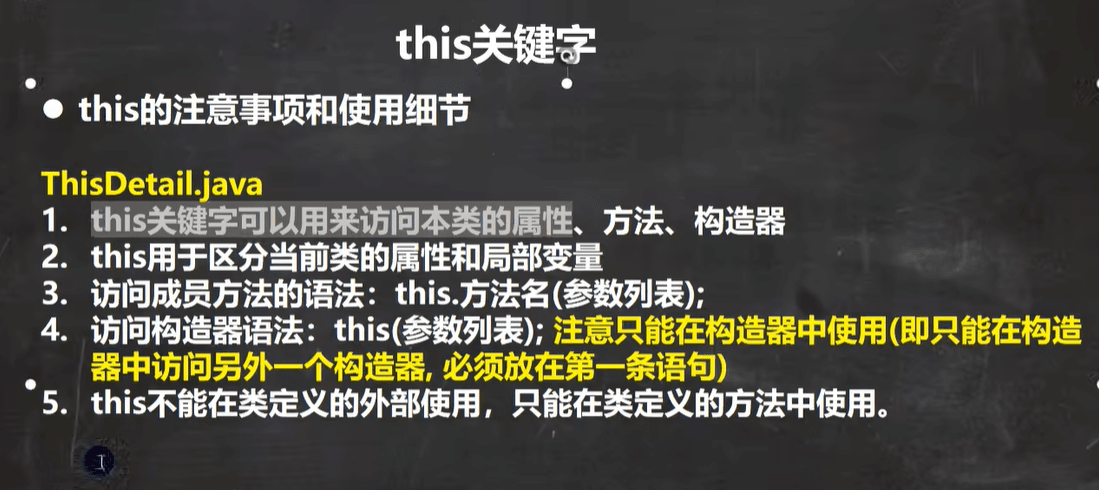 this关键字
● this的注意事项和使用细节
ThisDetail.java
1. this关键字可以用来访问本类的属性、方法、构造器
2. this用于区分当前类的属性和局部变量
3. 访问成员方法的语法：this.方法名(参数列表);
4. 访问构造器语法：this(参数列表); 注意只能在构造器中使用(即只能在构造
器中访问另外一个构造器, 必须放在第一条语句)
5. this不能在类定义的外部使用，只能在类定义的方法中使用。